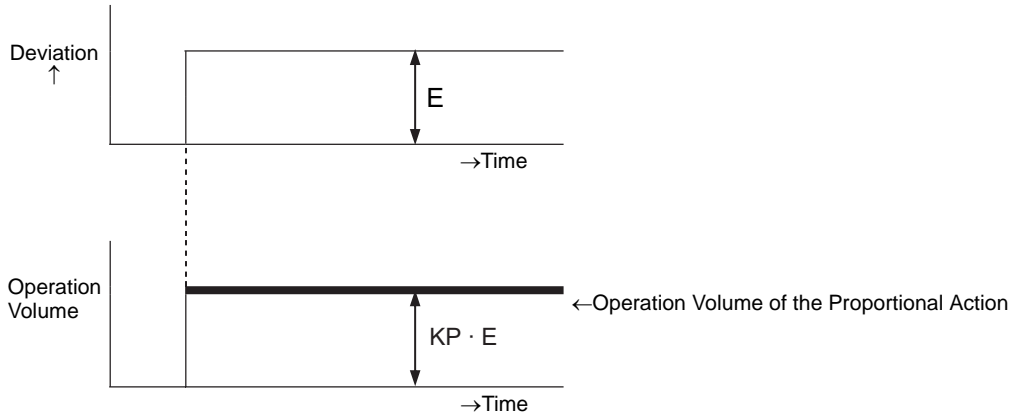 Deviation
↑
E
→Time
Operation
Volume
←Operation Volume of the Proportional Action
KP · E
→Time